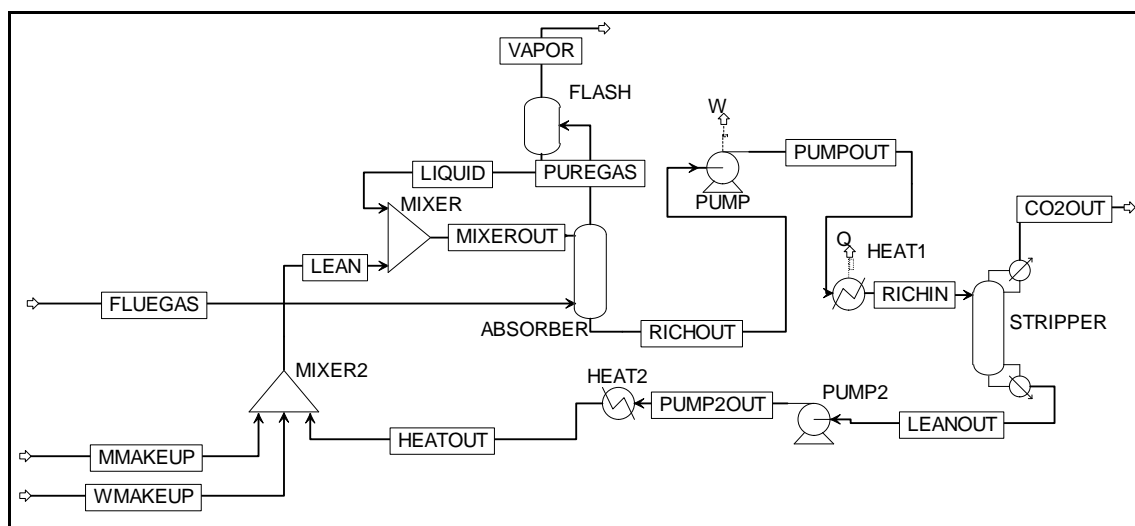 VAPOR
FLASH
W
LIQUID
PUREGAS
PUMPOUT
MIXER
PUMP
CO2OUT
MIXEROUT
Q
HEAT1
LEAN
RICHIN
FLUEGAS
ABSORBER
RICHOUT
STRIPPER
MIXER2
HEAT2
PUMP2
PUMP2OUT
LEANOUT
HEATOUT
MMAKEUP
WMAKEUP